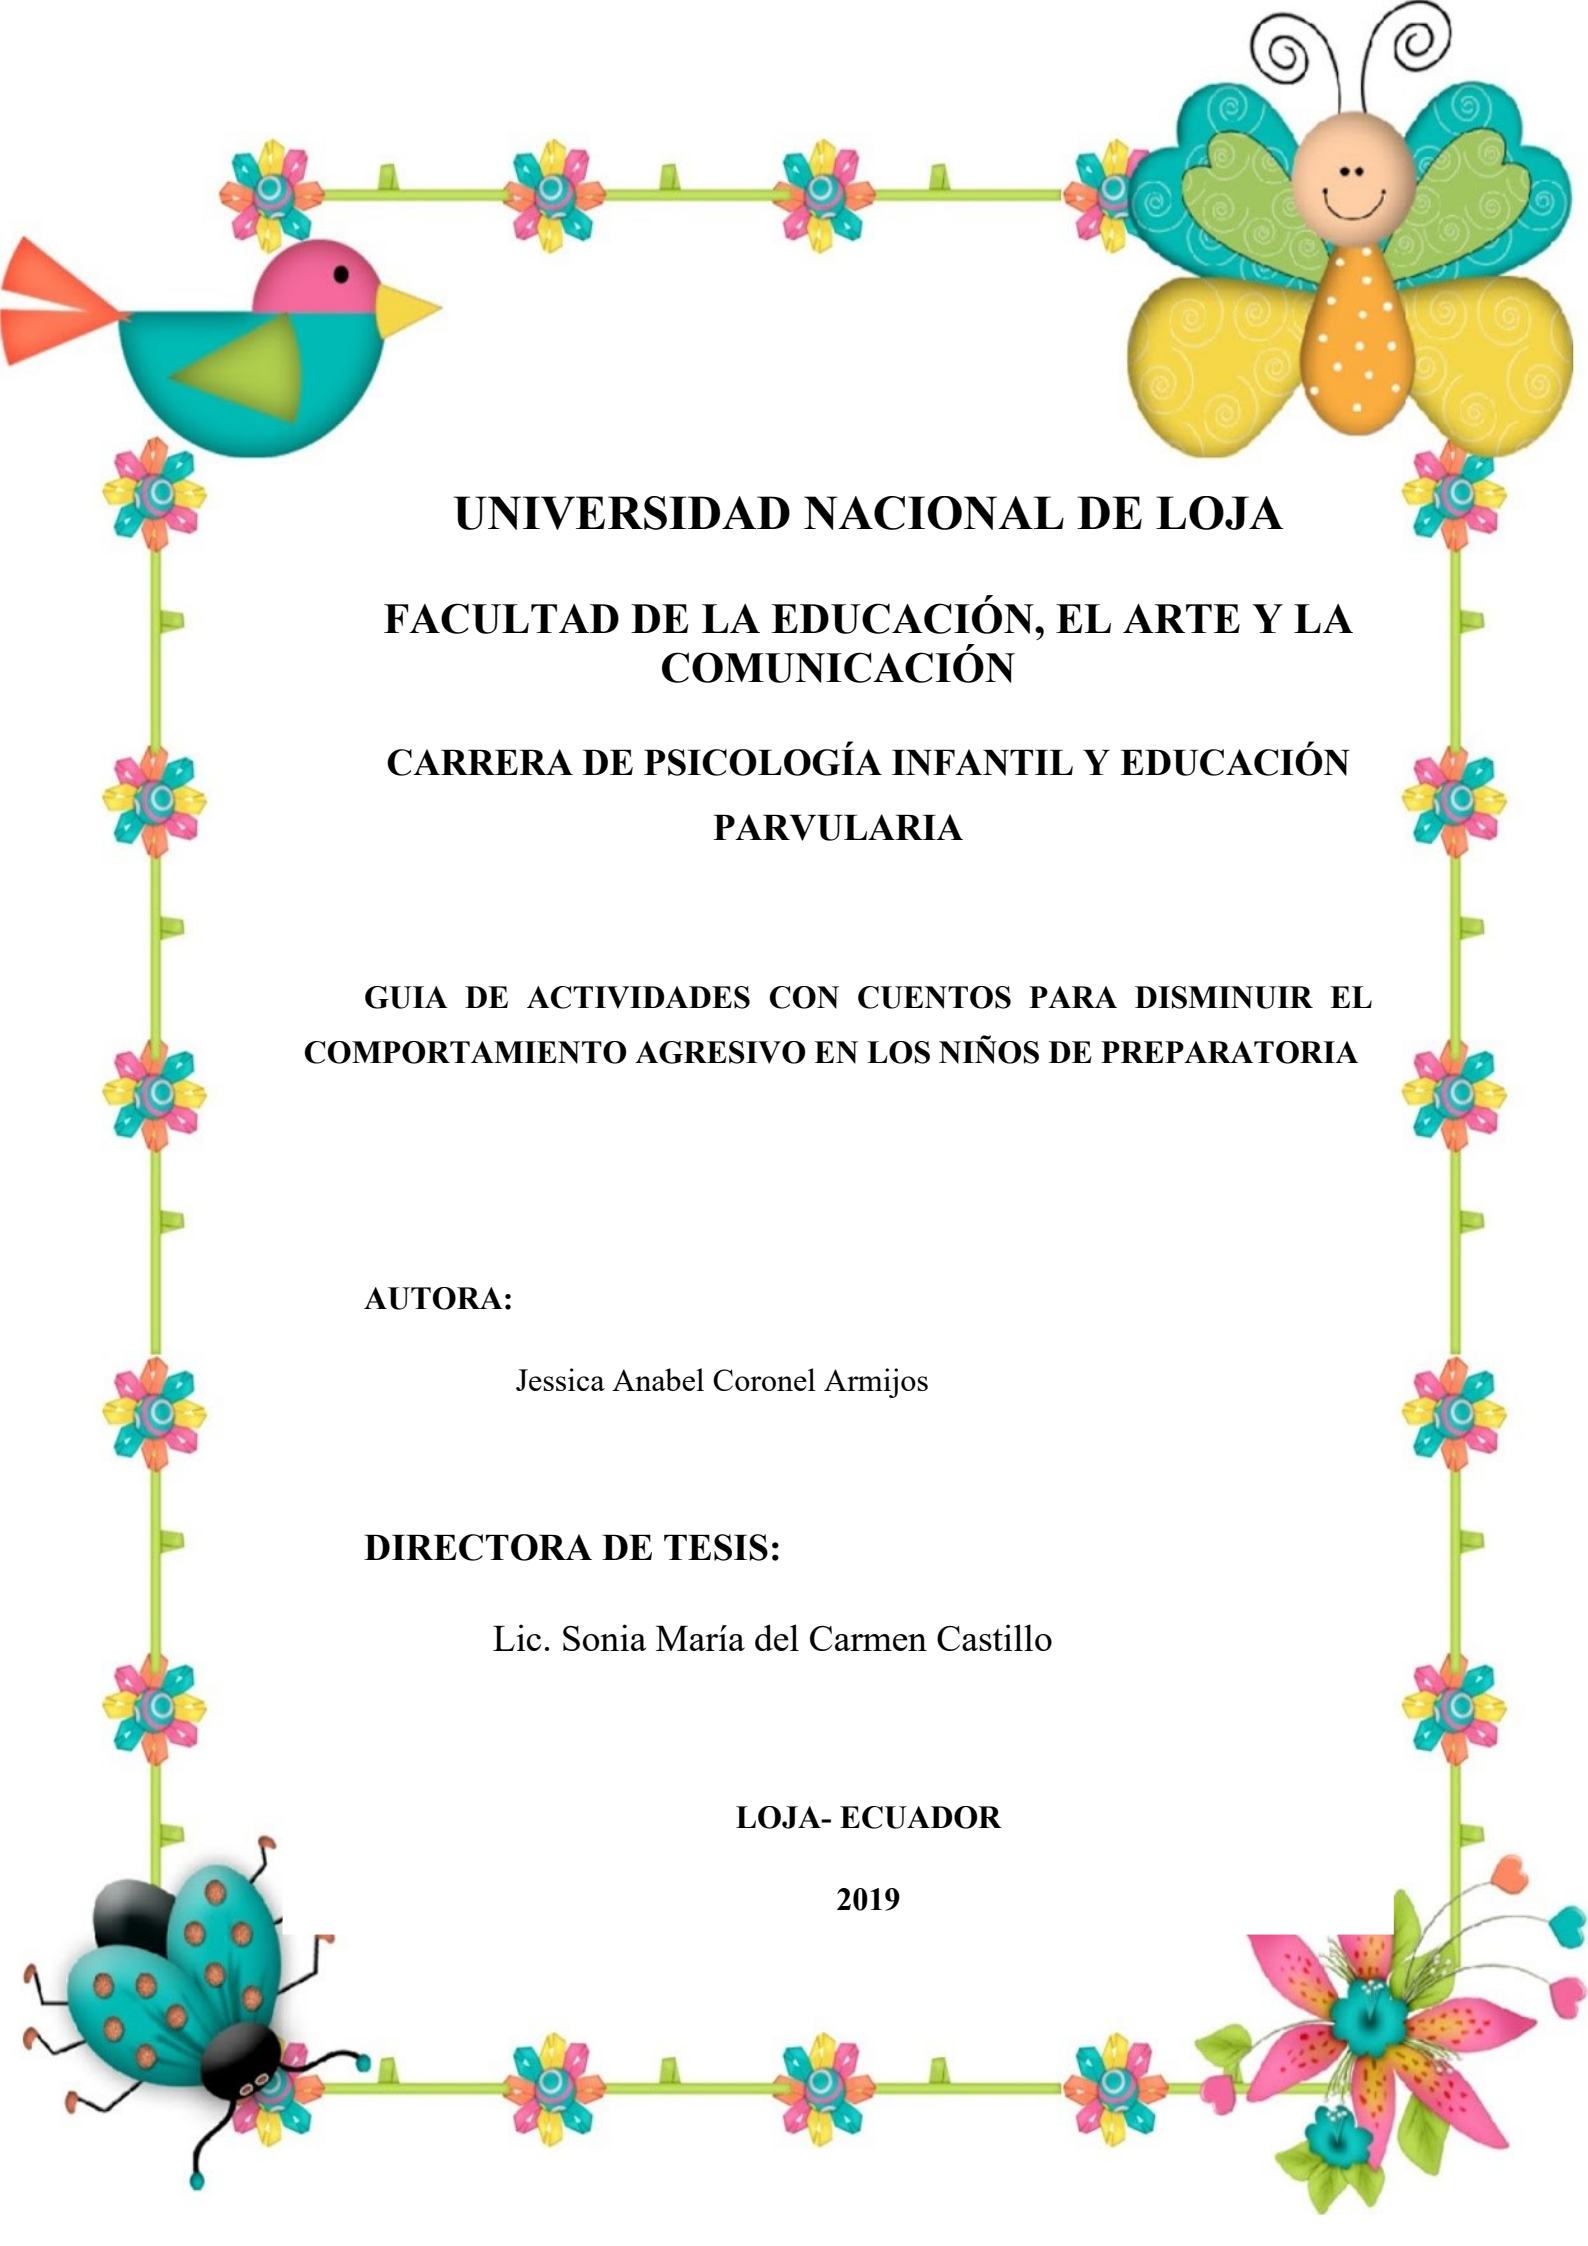 UNIVERSIDAD NACIONAL DE LOJA
FACULTAD DE LA EDUCACIÓN, EL ARTE Y LA
COMUNICACIÓN
CARRERA DE PSICOLOGÍA INFANTIL Y EDUCACIÓN
PARVULARIA
GUIA DE ACTIVIDADES CON CUENTOS PARA DISMINUIR EL
COMPORTAMIENTO AGRESIVO EN LOS NIÑOS DE PREPARATORIA
AUTORA:
Jessica Anabel Coronel Armijos
DIRECTORA DE TESIS:
Lic. Sonia María del Carmen Castillo
LOJA- ECUADOR
2019